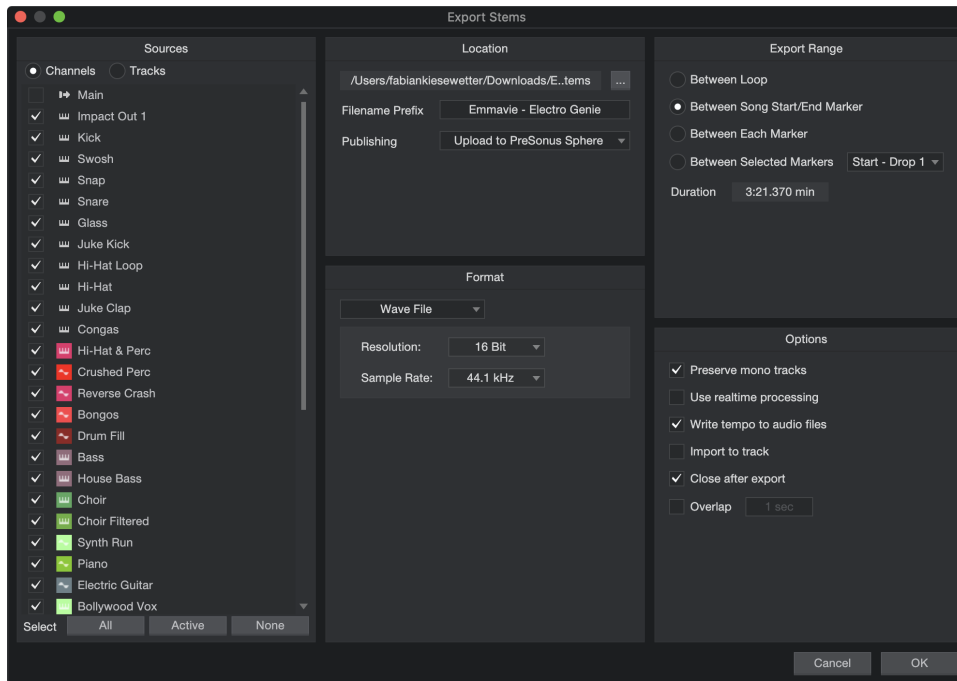 Export Stems
Sources
Channels Tracks
Main
Impact Out 1
Kick
Swosh
Snap
Snare
Glass
Juke Kick
Hi-Hat Loop
Hi-Hat
Juke Clap
Congas
Hi-Hat & Perc
Crushed Perc
Reverse Crash
Bongos
Drum Fill
Bass
House Bass
Choir
Choir Filtered
Synth Run
Piano
Electric Guitar
Bollywood Vox
Select All Active None
Location
/Users/fabiankiesewetter/Downloads/E..tems ...
Filename Prefix Emmavie - Electro Genie
Publishing Upload to PreSonus Sphere
Format
Wave File
Resolution: 16 Bit
Sample Rate: 44.1 kHz
Export Range
Between Loop
Between Song Start/End Marker
Between Each Marker
Between Selected Markers Start - Drop 1
Duration 3:21.370 min
Options
Preserve mono tracks
Use realtime processing
Write tempo to audio files
Import to track
Close after export
Overlap 1 sec
Cancel OK